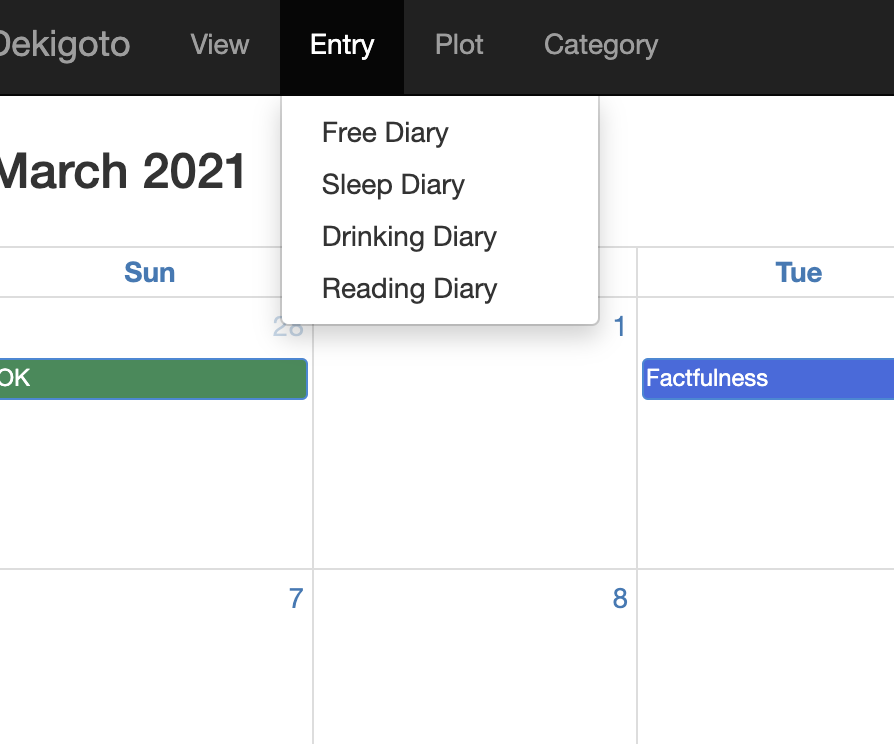 Dekigoto View Entry Plot Category
Free Diary
March 2021
Sleep Diary
Drinking Diary
Sun Tue
Reading Diary
28 1
OK Factfulness
7 8